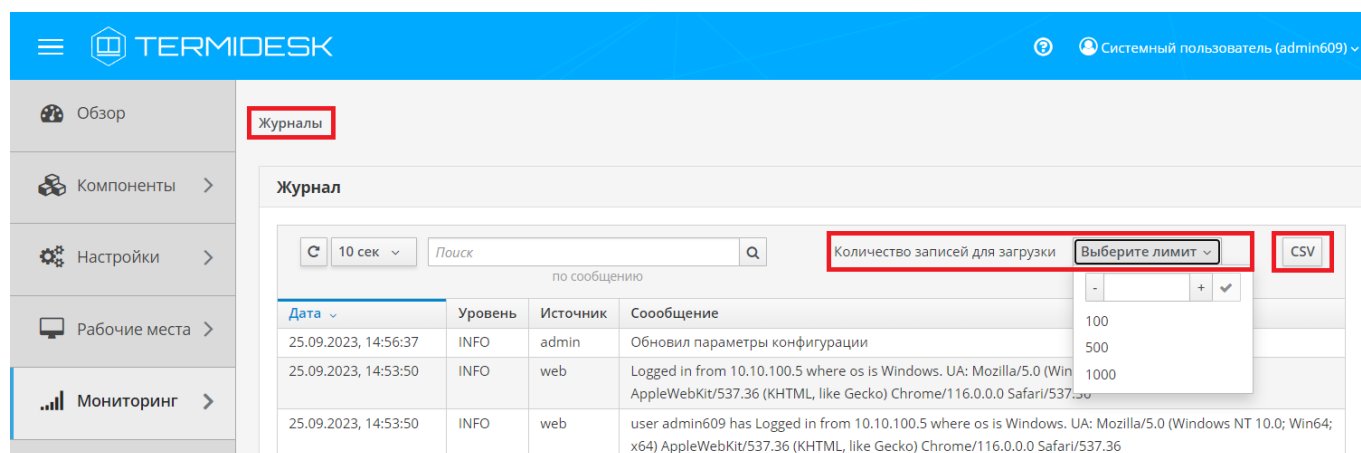 TERMIDESK
Системный пользователь (admin609)
Обзор
Компоненты
Настройки
Рабочие места
Мониторинг
Журналы
Журнал
10 сек
Поиск
по сообщению
Количество записей для загрузки
Выберите лимит
CSV
- +
100
500
1000
Дата Уровень Источник Соообщение
25.09.2023, 14:56:37 INFO admin Обновил параметры конфигурации
25.09.2023, 14:53:50 INFO web Logged in from 10.10.100.5 where os is Windows. UA: Mozilla/5.0 (Win
AppleWebKit/537.36 (KHTML, like Gecko) Chrome/116.0.0.0 Safari/537.36
25.09.2023, 14:53:50 INFO web user admin609 has Logged in from 10.10.100.5 where os is Windows. UA: Mozilla/5.0 (Windows NT 10.0; Win64;
x64) AppleWebKit/537.36 (KHTML, like Gecko) Chrome/116.0.0.0 Safari/537.36